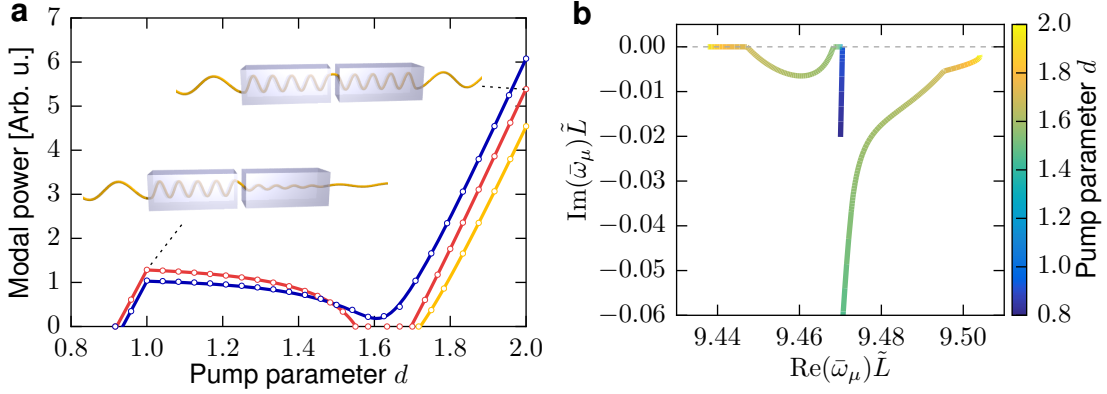 a
Modal power [Arb. u.]
7
6
5
4
3
2
1
0
0.8 1.0 1.2 1.4 1.6 1.8 2.0
Pump parameter d
b
Im(ω̄_μ)L̃
0.00
−0.01
−0.02
−0.03
−0.04
−0.05
−0.06
9.44 9.46 9.48 9.50
Re(ω̄_μ)L̃
2.0
1.8
1.6
1.4
1.2
1.0
0.8
Pump parameter d